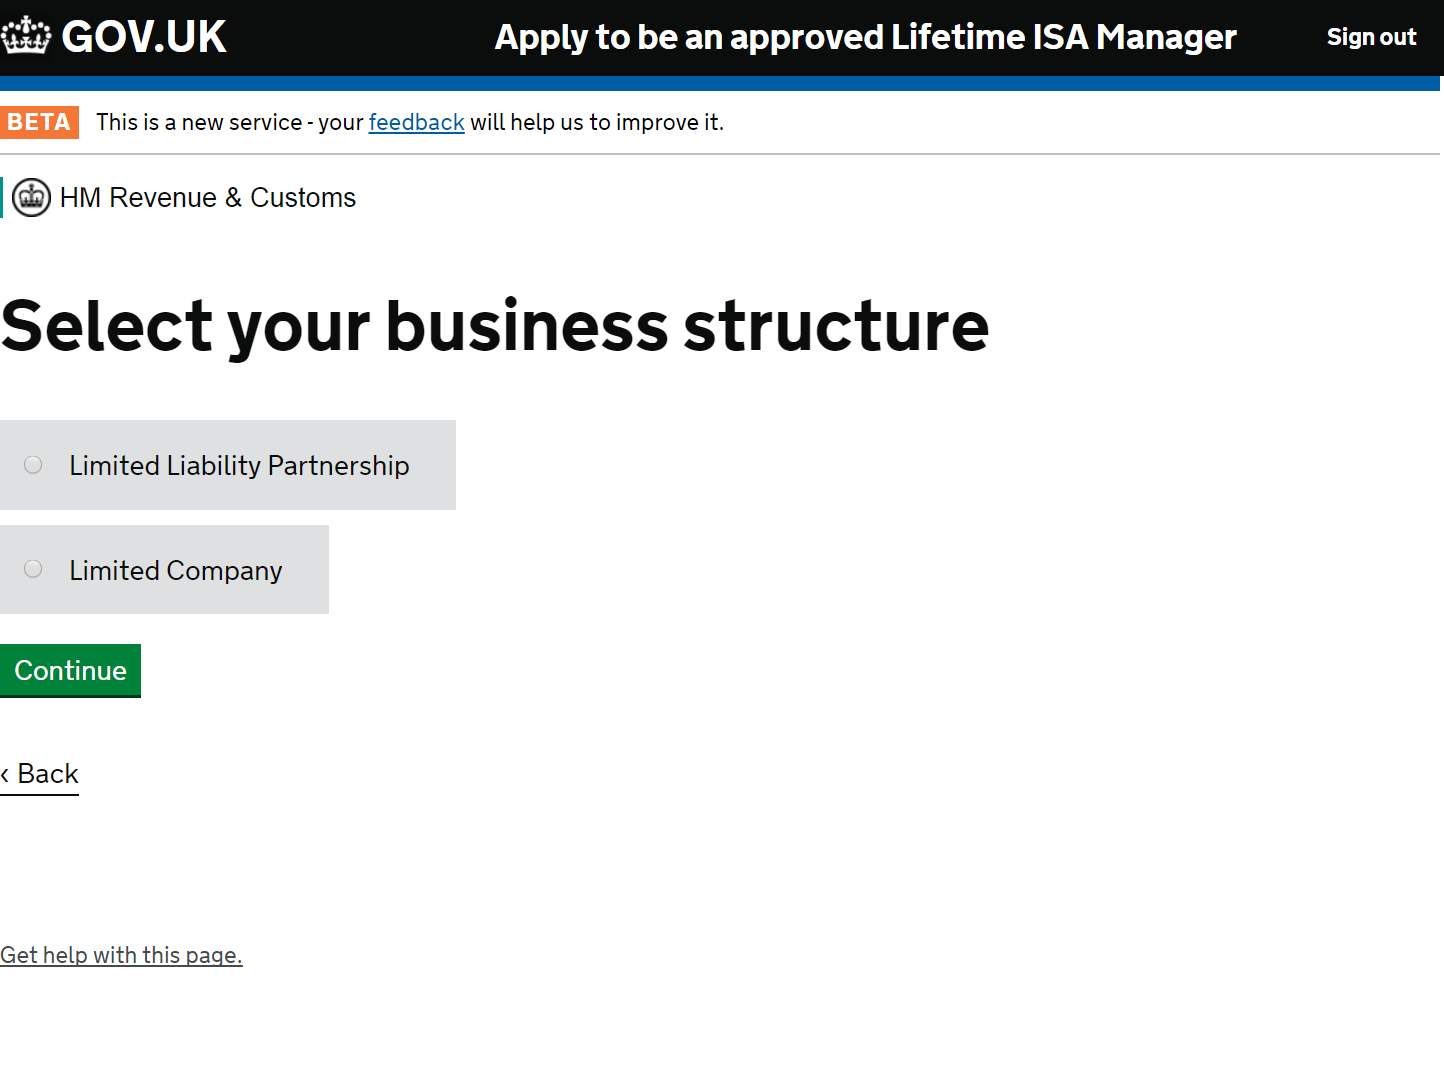 GOV.UK Apply to be an approved Lifetime ISA Manager Sign out
BETA This is a new service - your feedback will help us to improve it.
HM Revenue & Customs
Select your business structure
Limited Liability Partnership
Limited Company
Continue
‹ Back
Get help with this page.